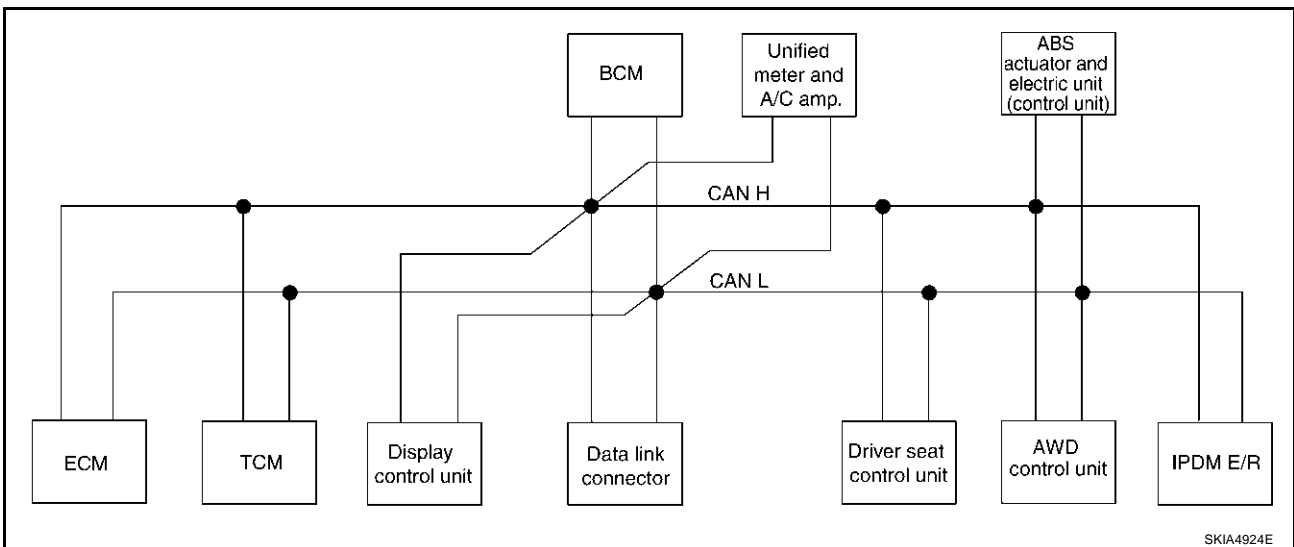 BCM
Unified
meter and
A/C amp.
ABS
actuator and
electric unit
(control unit)
CAN H
CAN L
ECM
TCM
Display
control unit
Data link
connector
Driver seat
control unit
AWD
control unit
IPDM E/R
SKIA4924E